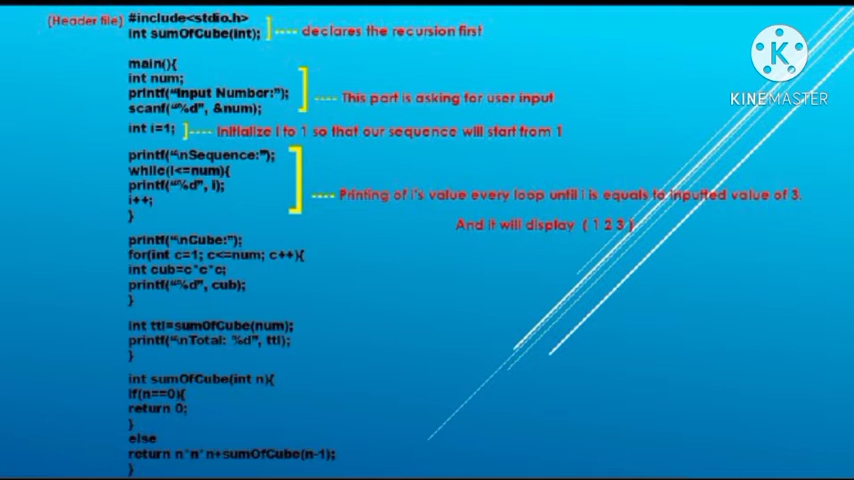 (Header file) #include<stdio.h>
int sumOfCube(int); ---- declares the recursion first
main(){
int num;
printf("Input Number:");
---- This part is asking for user input
scanf("%d", &num);
int i=1; ---- Initialize i to 1 so that our sequence will start from 1
printf("\nSequence:");
while(i<=num){
printf("%d", i);
---- Printing of i's value every loop until i is equals to inputted value of 3.
i++;
}
And it will display ( 1 2 3 )
printf("\nCube:");
for(int c=1; c<=num; c++){
int cub=c*c*c;
printf("%d", cub);
}
int ttl=sumOfCube(num);
printf("\nTotal: %d", ttl);
}
int sumOfCube(int n){
if(n==0){
return 0;
}
else
return n*n*n+sumOfCube(n-1);
}
K
KINEMASTER